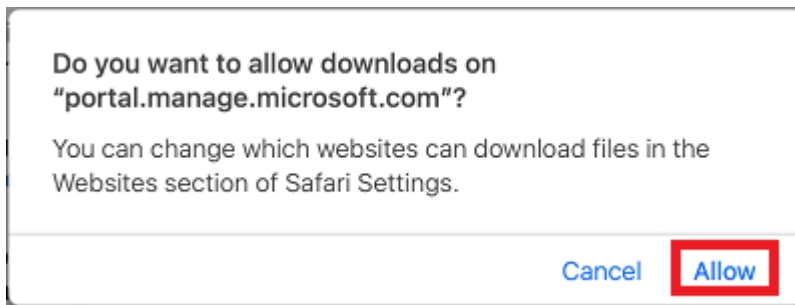 Do you want to allow downloads on
“portal.manage.microsoft.com”?
You can change which websites can download files in the
Websites section of Safari Settings.
Cancel
Allow